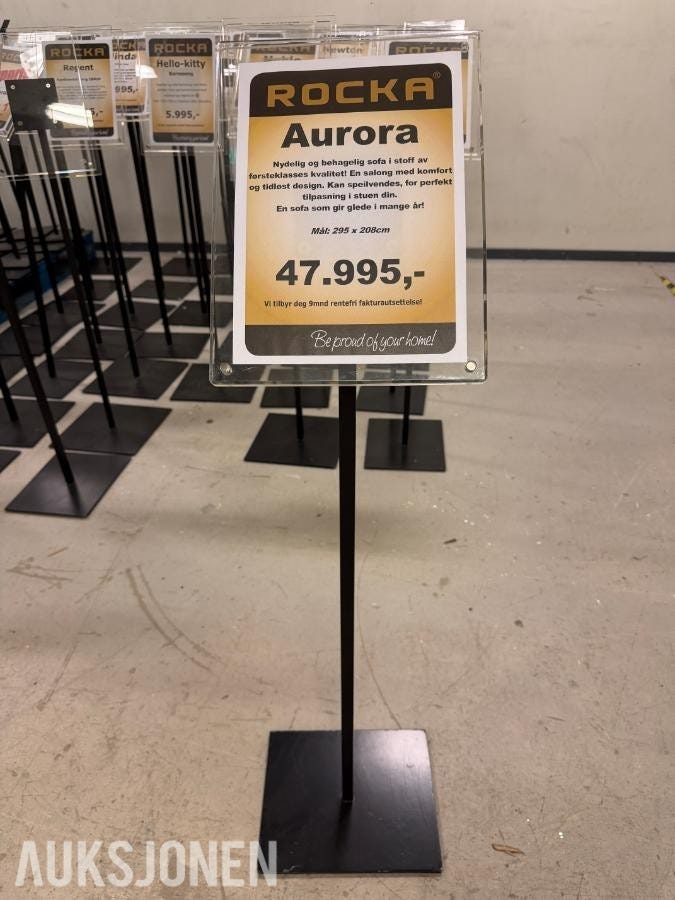 ROCKA
Regent
ROCKA
Hello-kitty
5.995,-
Newton
ROCKA
ROCKA®
Aurora
Nydelig og behagelig sofa i stoff av
førsteklasses kvalitet! En salong med komfort
og tidløst design. Kan speilvendes, for perfekt
tilpasning i stuen din.
En sofa som gir glede i mange år!
Mål: 295 x 208cm
47.995,-
Vi tilbyr deg 9mnd rentefri fakturautsettelse!
Be proud of your home!
AUKSJONEN